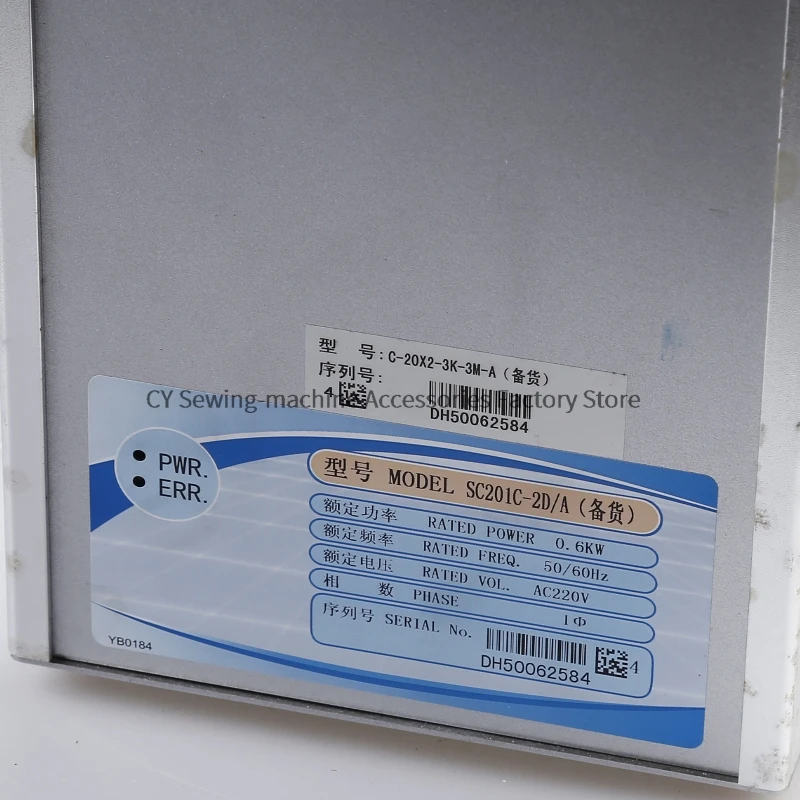 型 号: C-20X2-3K-3M-A (备货)
序列号:
4
DH50062584
CY Sewing-machine Accessories Factory Store
PWR.
ERR.
型号 MODEL SC201C-2D/A (备货)
额定功率 RATED POWER 0.6KW
额定频率 RATED FREQ. 50/60Hz
额定电压 RATED VOL. AC220V
相 数 PHASE 1Φ
序列号 SERIAL No.
DH50062584
4
YB0184